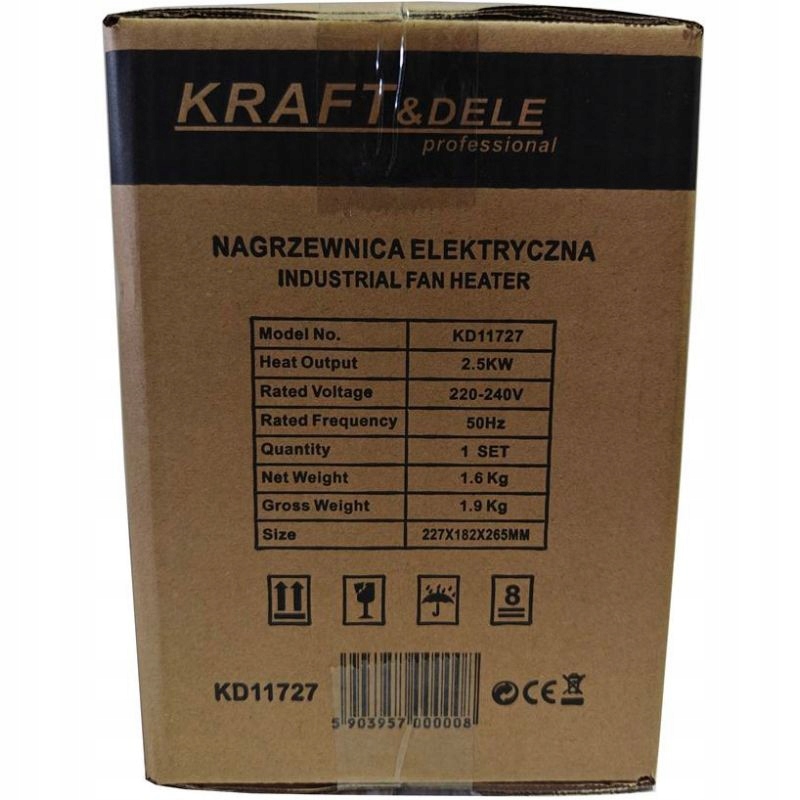 KRAFT&DELE
professional
NAGRZEWNICA ELEKTRYCZNA
INDUSTRIAL FAN HEATER
Model No. KD11727
Heat Output 2.5KW
Rated Voltage 220-240V
Rated Frequency 50Hz
Quantity 1 SET
Net Weight 1.6 Kg
Gross Weight 1.9 Kg
Size 227X182X265MM
8
KD11727
5 903957 000008
CE